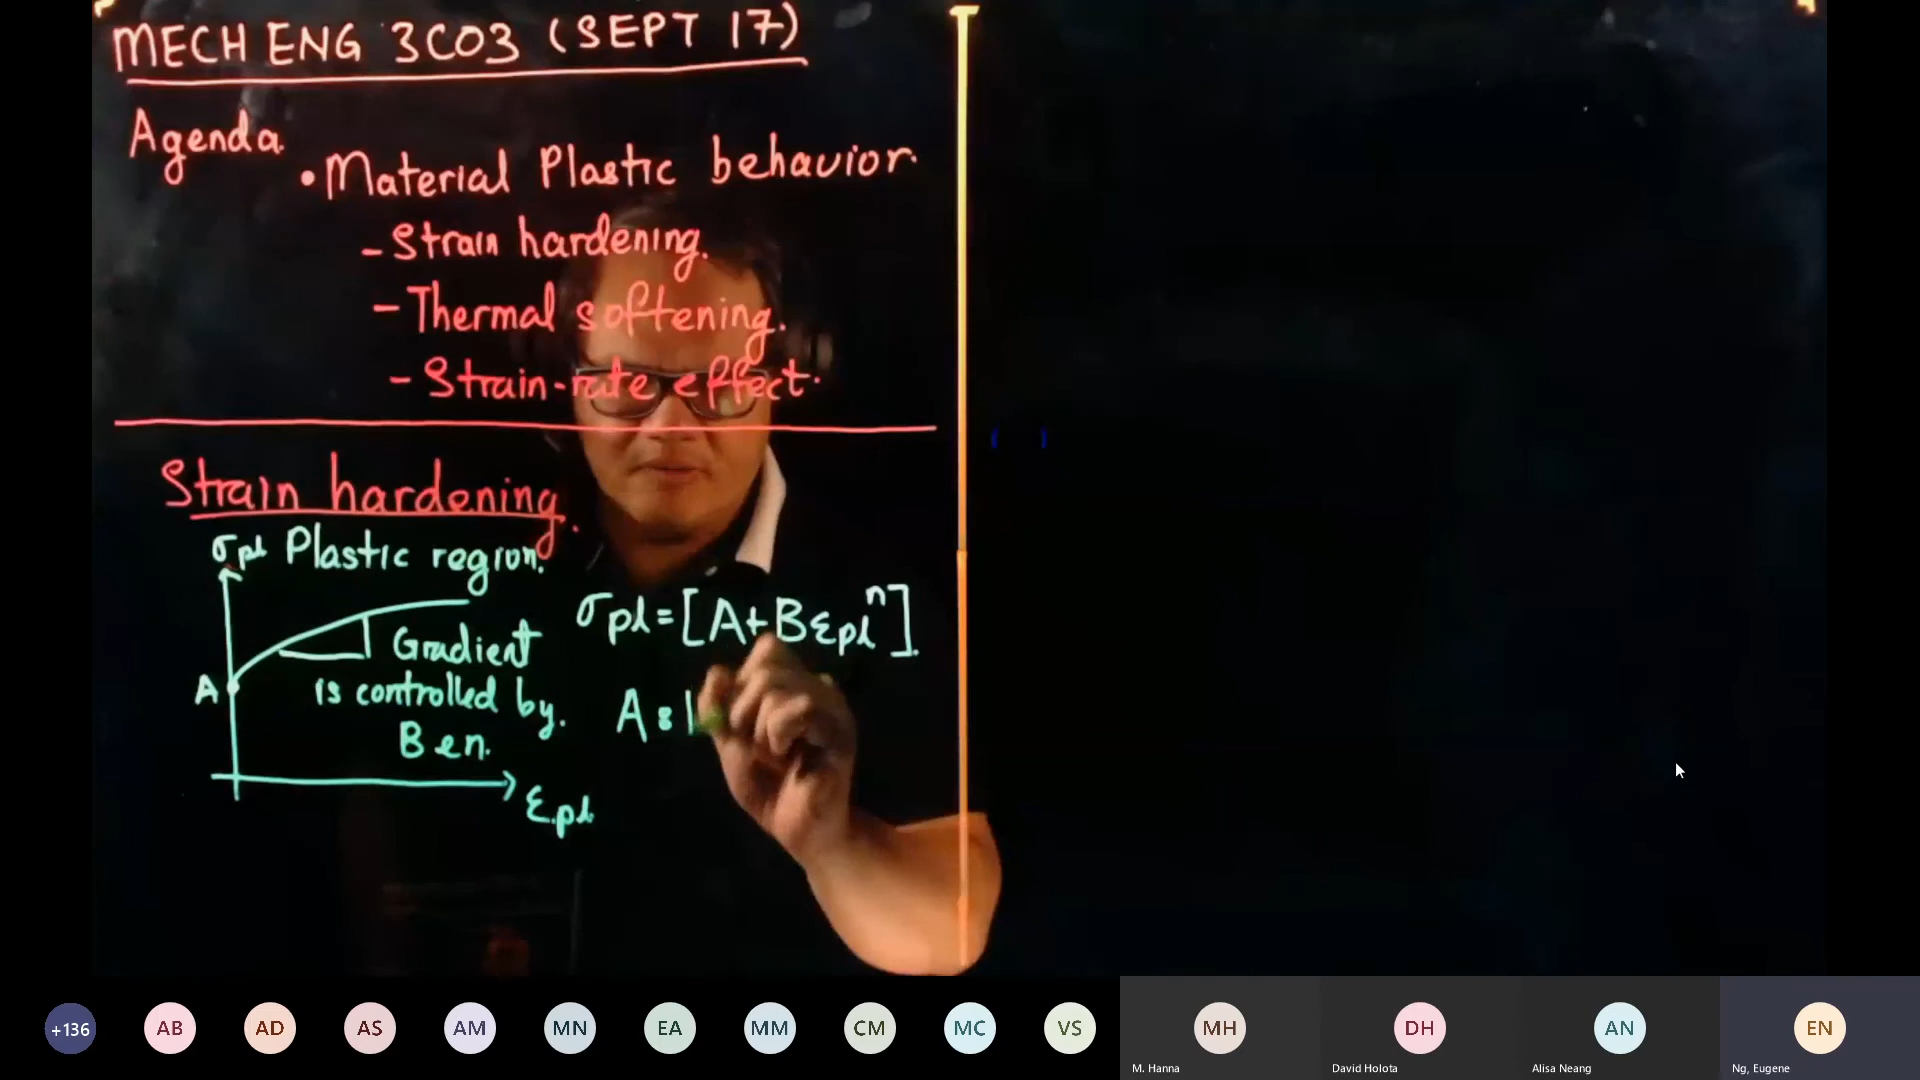 MECH ENG 3CO3 (SEPT 17)
Agenda.
• Material Plastic behavior.
- Strain hardening.
- Thermal softening.
- Strain-rate effect.
Strain hardening.
σpl Plastic region.
σpl = [A+Bεpl^n].
Gradient
is controlled by.
B en.
A
A :
εpl.
+136
AB
AD
AS
AM
MN
EA
MM
CM
MC
VS
MH
DH
AN
EN
M. Hanna
David Holota
Alisa Neang
Ng, Eugene